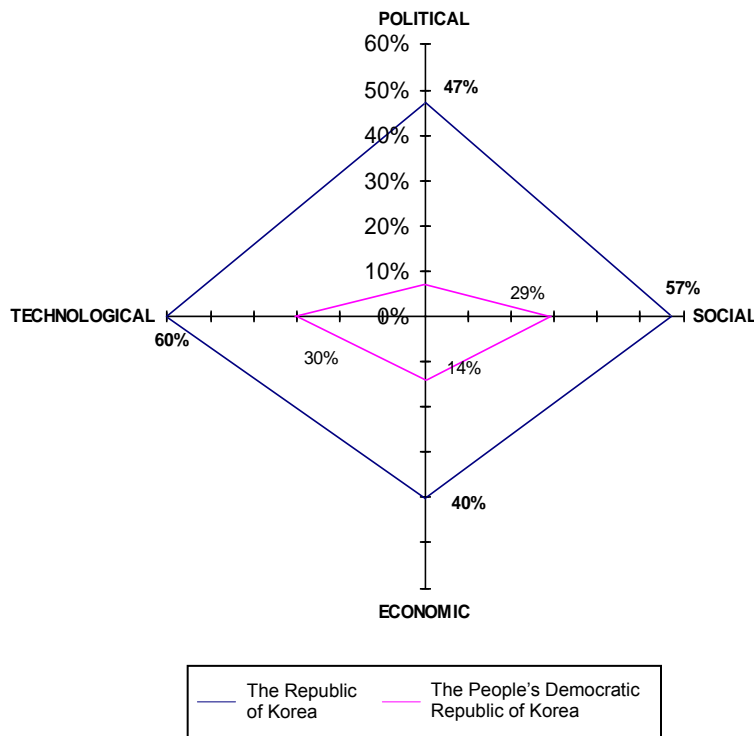 POLITICAL
60%
50%
47%
40%
30%
20%
10%
29%
57%
TECHNOLOGICAL
0%
SOCIAL
60%
30%
14%
40%
ECONOMIC
The Republic
of Korea
The People’s Democratic
Republic of Korea